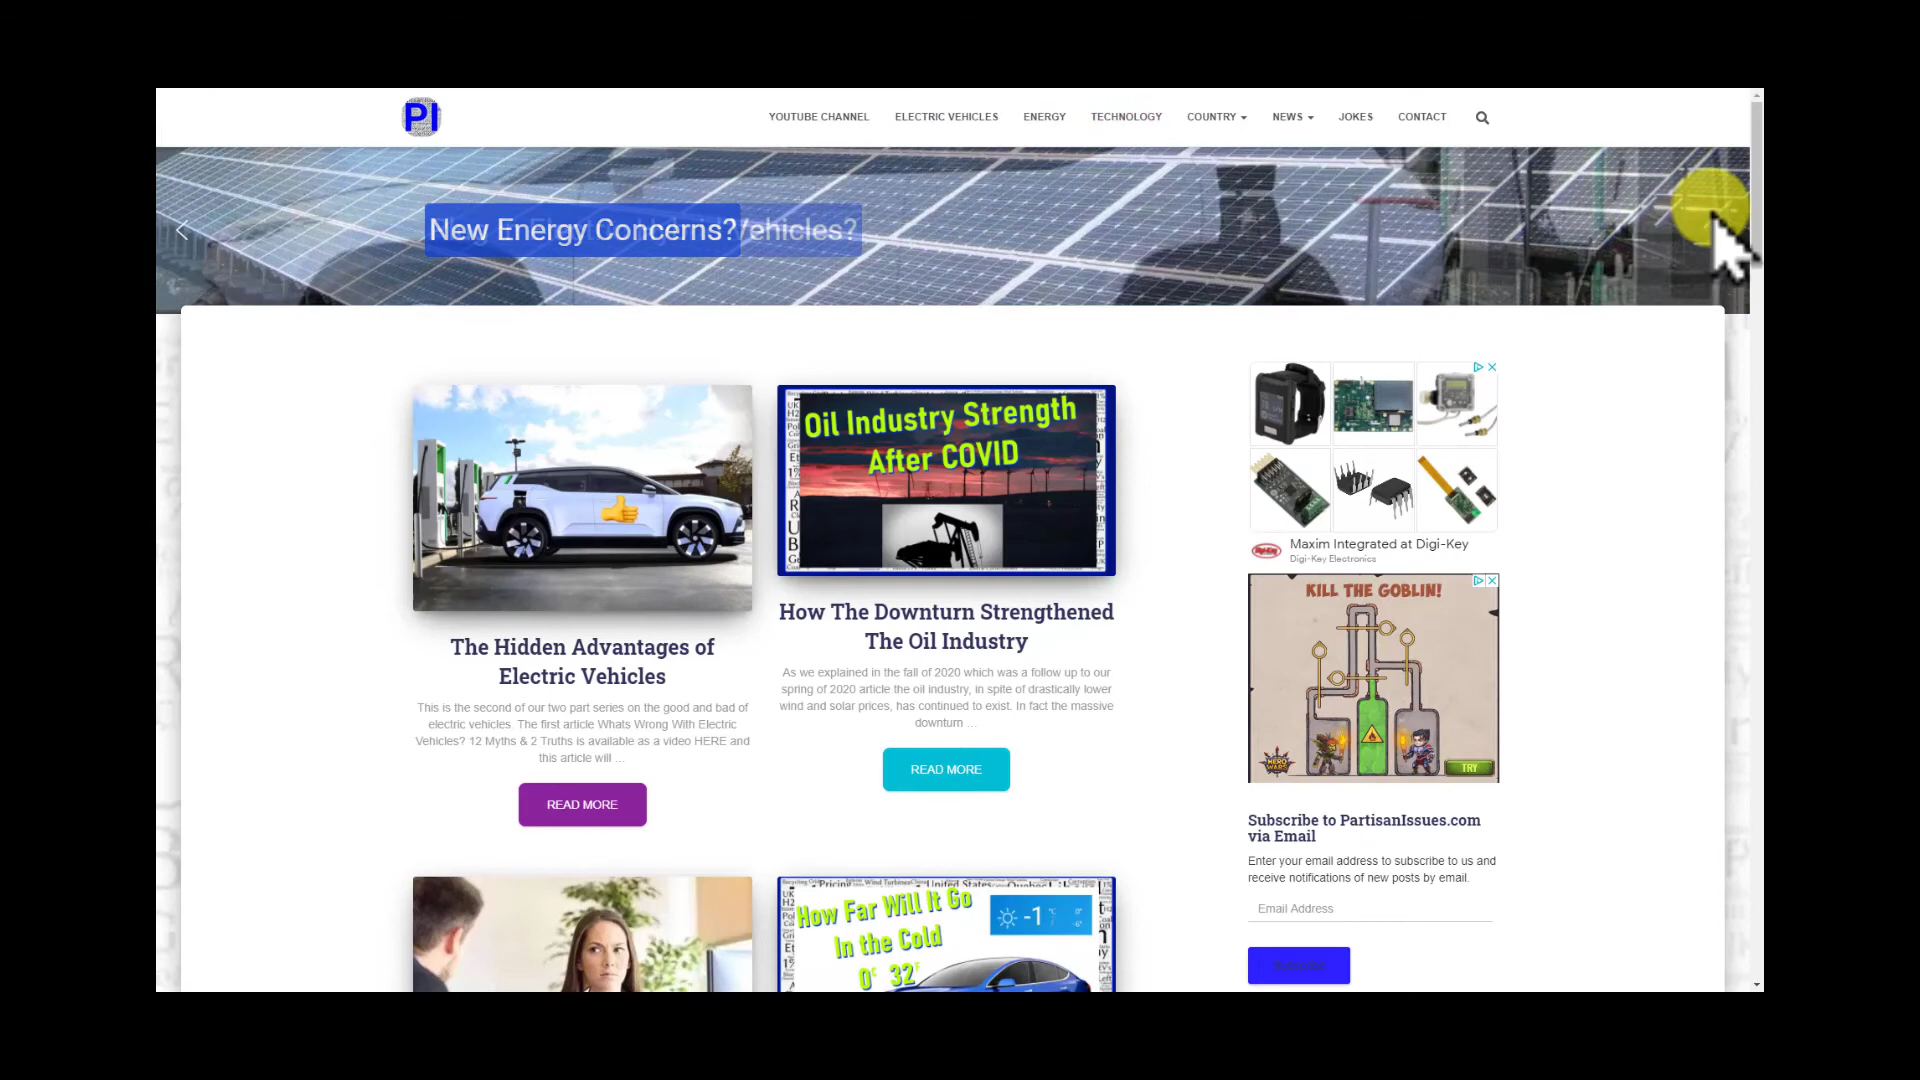 PI
YOUTUBE CHANNEL
ELECTRIC VEHICLES
ENERGY
TECHNOLOGY
COUNTRY
NEWS
JOKES
CONTACT
New Energy Concerns?
Vehicles?
Oil Industry Strength
After COVID
The Hidden Advantages of
Electric Vehicles
This is the second of our two part series on the good and bad of
electric vehicles. The first article Whats Wrong With Electric
Vehicles? 12 Myths & 2 Truths is available as a video HERE and
this article will …
READ MORE
How The Downturn Strengthened
The Oil Industry
As we explained in the fall of 2020 which was a follow up to our
spring of 2020 article the oil industry, in spite of drastically lower
wind and solar prices, has continued to exist. In fact the massive
downturn …
READ MORE
How Far Will It Go
In the Cold
0c 32F
-1
Maxim Integrated at Digi-Key
Digi-Key Electronics
KILL THE GOBLIN!
HERO
WARS
TRY
Subscribe to PartisanIssues.com
via Email
Enter your email address to subscribe to us and
receive notifications of new posts by email.
Email Address
Subscribe